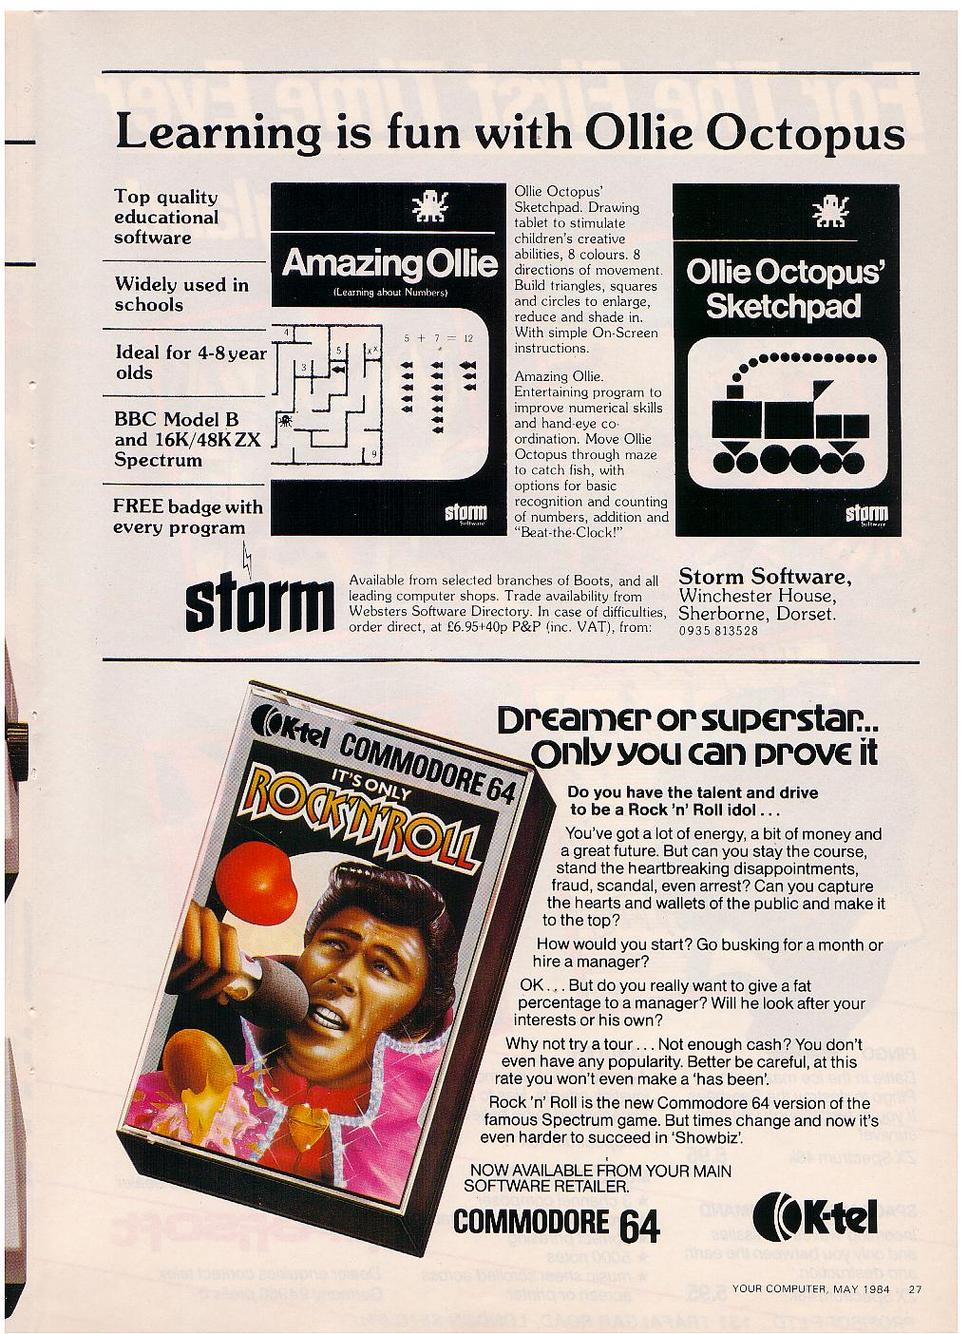 Learning is fun with Ollie Octopus
Top quality
educational
software
Widely used in
schools
Ideal for 4-8 year
olds
BBC Model B
and 16K/48K ZX
Spectrum
FREE badge with
every program
Amazing Ollie
(Learning about Numbers)
4
5
x x
3
9
5 + 7 = 12
storm
Software
Ollie Octopus'
Sketchpad. Drawing
tablet to stimulate
children's creative
abilities, 8 colours. 8
directions of movement.
Build triangles, squares
and circles to enlarge,
reduce and shade in.
With simple On-Screen
instructions.
Amazing Ollie.
Entertaining program to
improve numerical skills
and hand-eye co-
ordination. Move Ollie
Octopus through maze
to catch fish, with
options for basic
recognition and counting
of numbers, addition and
"Beat-the-Clock!"
Ollie Octopus'
Sketchpad
storm
Software
storm
Available from selected branches of Boots, and all
leading computer shops. Trade availability from
Websters Software Directory. In case of difficulties,
order direct, at £6.95+40p P&P (inc. VAT), from:
Storm Software,
Winchester House,
Sherborne, Dorset.
0935 813528
K-tel COMMODORE 64
IT'S ONLY
ROCK'N'ROLL
Dreamer or superstar...
Only you can prove it
Do you have the talent and drive
to be a Rock 'n' Roll idol . . .
You've got a lot of energy, a bit of money and
a great future. But can you stay the course,
stand the heartbreaking disappointments,
fraud, scandal, even arrest? Can you capture
the hearts and wallets of the public and make it
to the top?
How would you start? Go busking for a month or
hire a manager?
OK . . . But do you really want to give a fat
percentage to a manager? Will he look after your
interests or his own?
Why not try a tour . . . Not enough cash? You don't
even have any popularity. Better be careful, at this
rate you won't even make a 'has been'.
Rock 'n' Roll is the new Commodore 64 version of the
famous Spectrum game. But times change and now it's
even harder to succeed in 'Showbiz'.
NOW AVAILABLE FROM YOUR MAIN
SOFTWARE RETAILER.
COMMODORE 64
K-tel
YOUR COMPUTER, MAY 1984 27